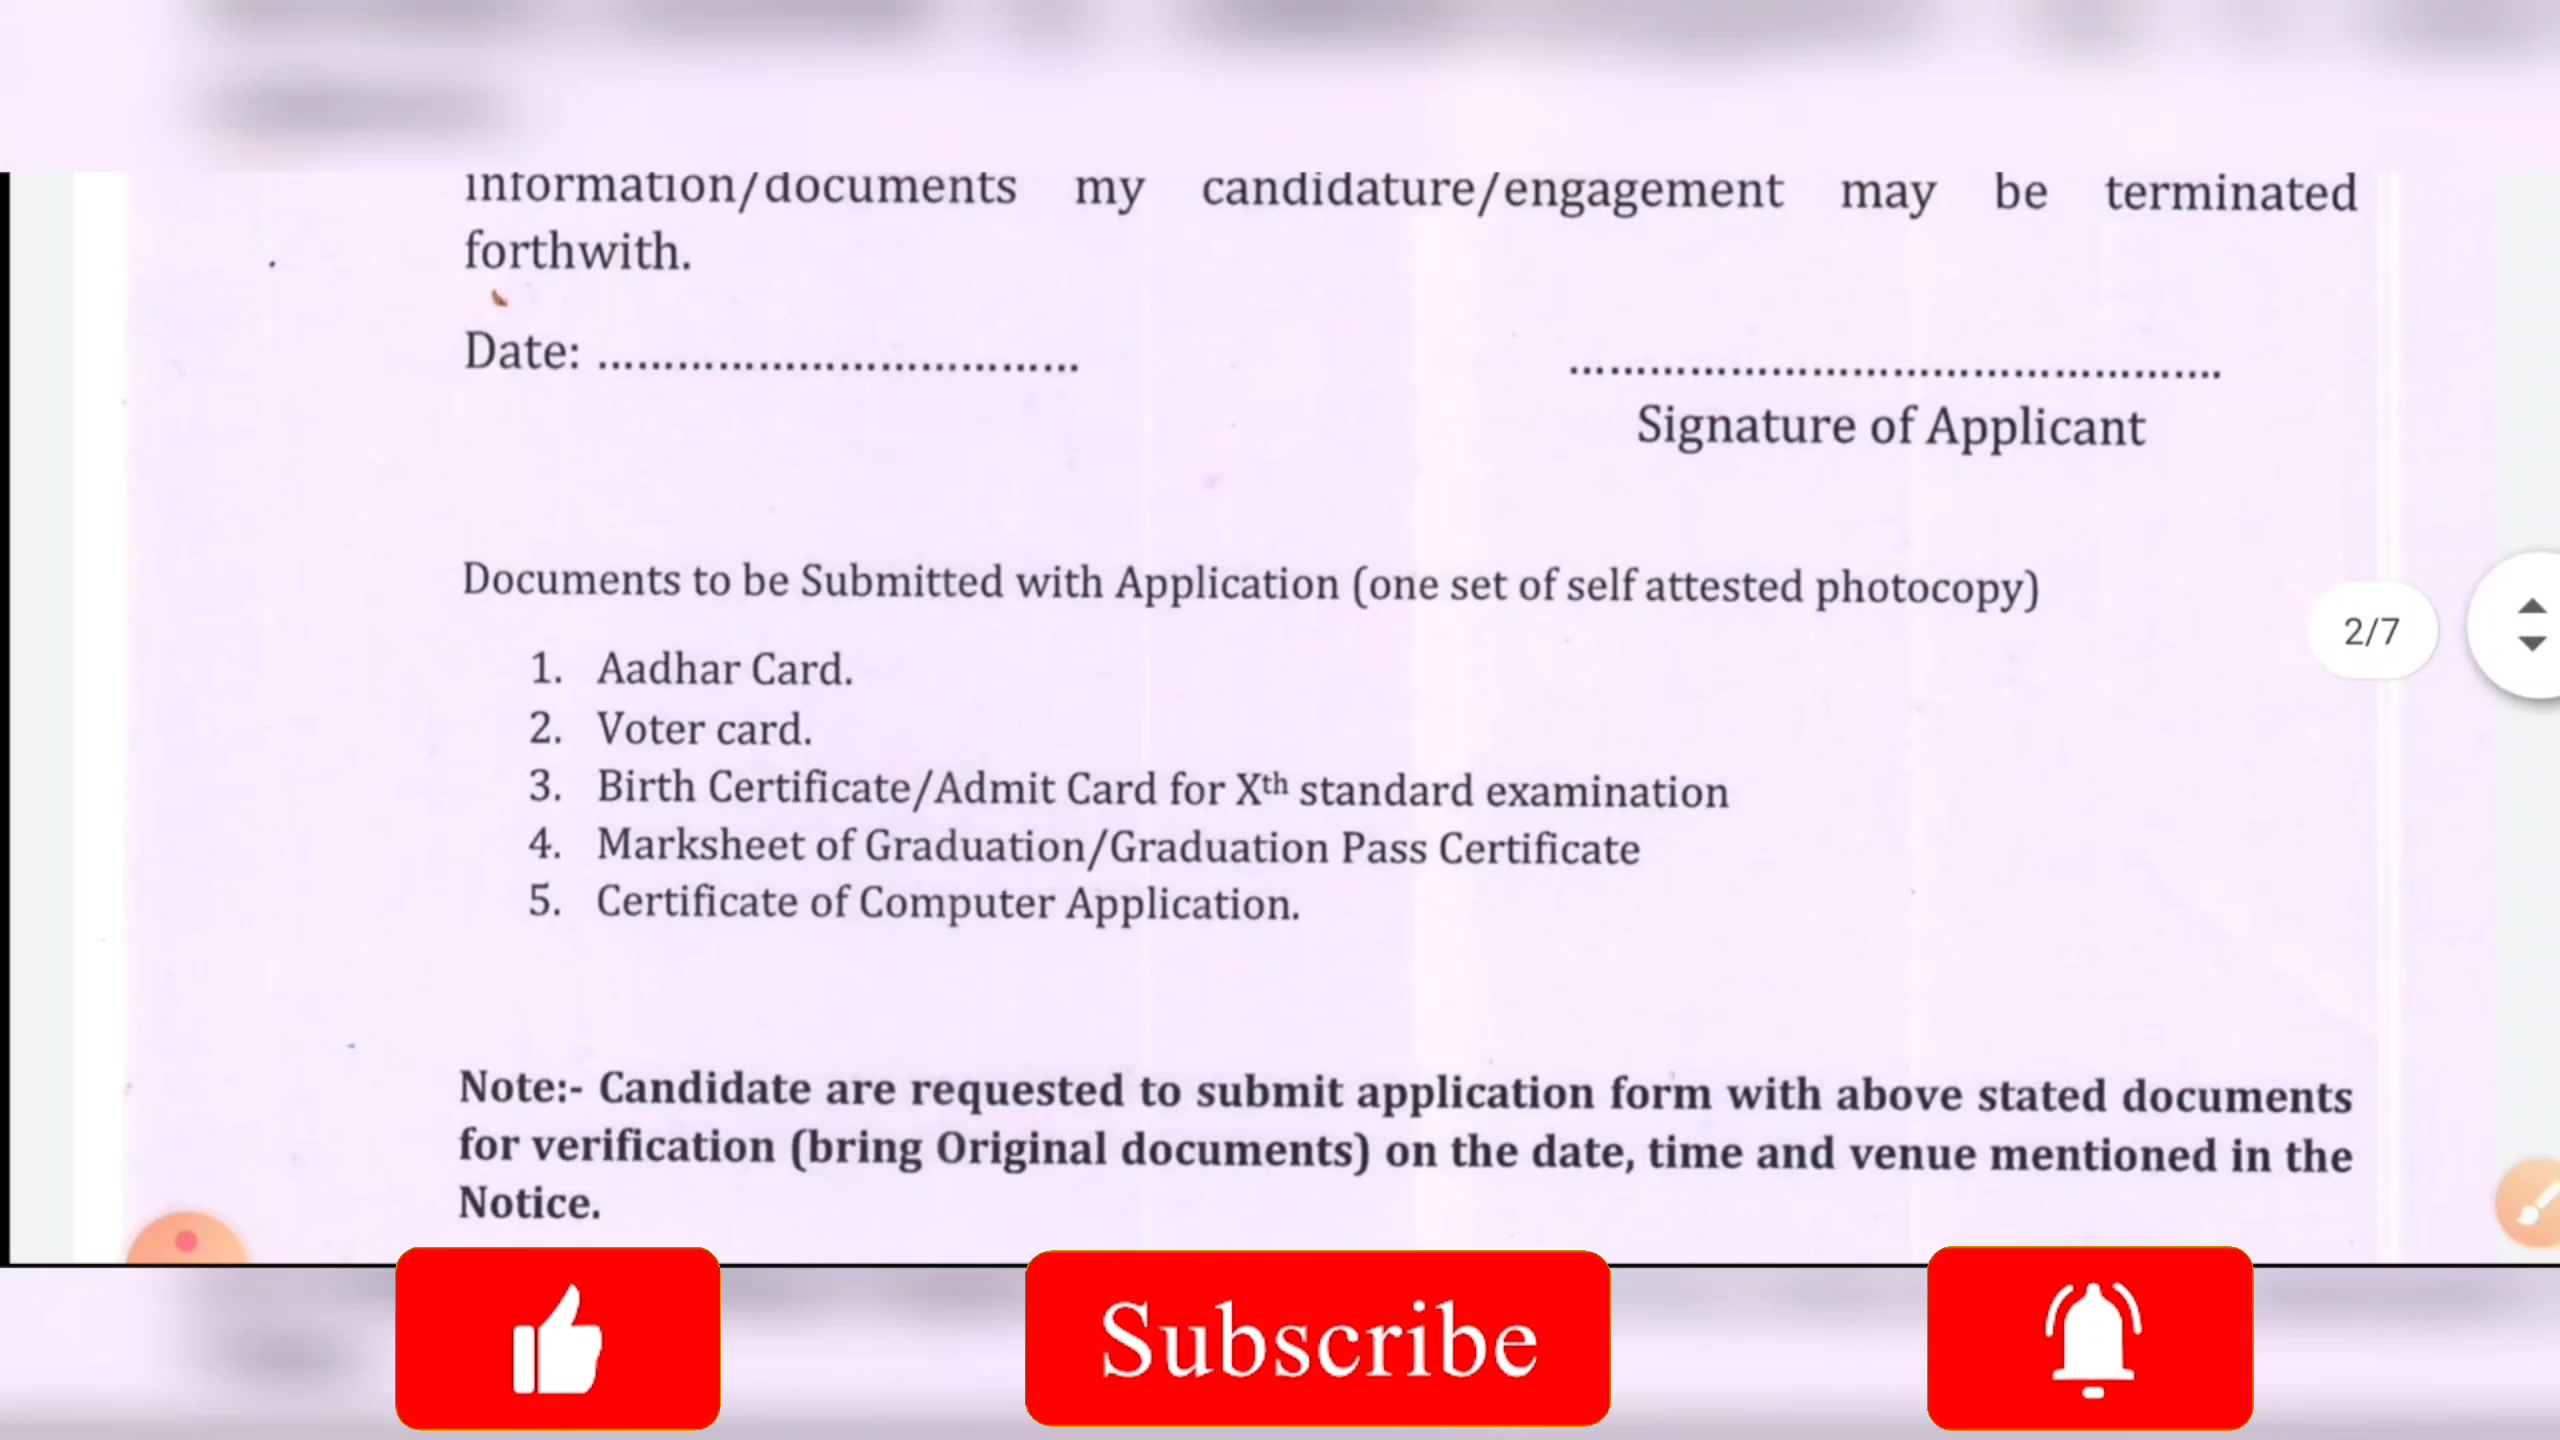 information/documents my candidature/engagement may be terminated
forthwith.
Date: ....................................
................................................
Signature of Applicant
Documents to be Submitted with Application (one set of self attested photocopy)
1. Aadhar Card.
2. Voter card.
3. Birth Certificate/Admit Card for Xth standard examination
4. Marksheet of Graduation/Graduation Pass Certificate
5. Certificate of Computer Application.
2/7
Note:- Candidate are requested to submit application form with above stated documents
for verification (bring Original documents) on the date, time and venue mentioned in the
Notice.
Subscribe